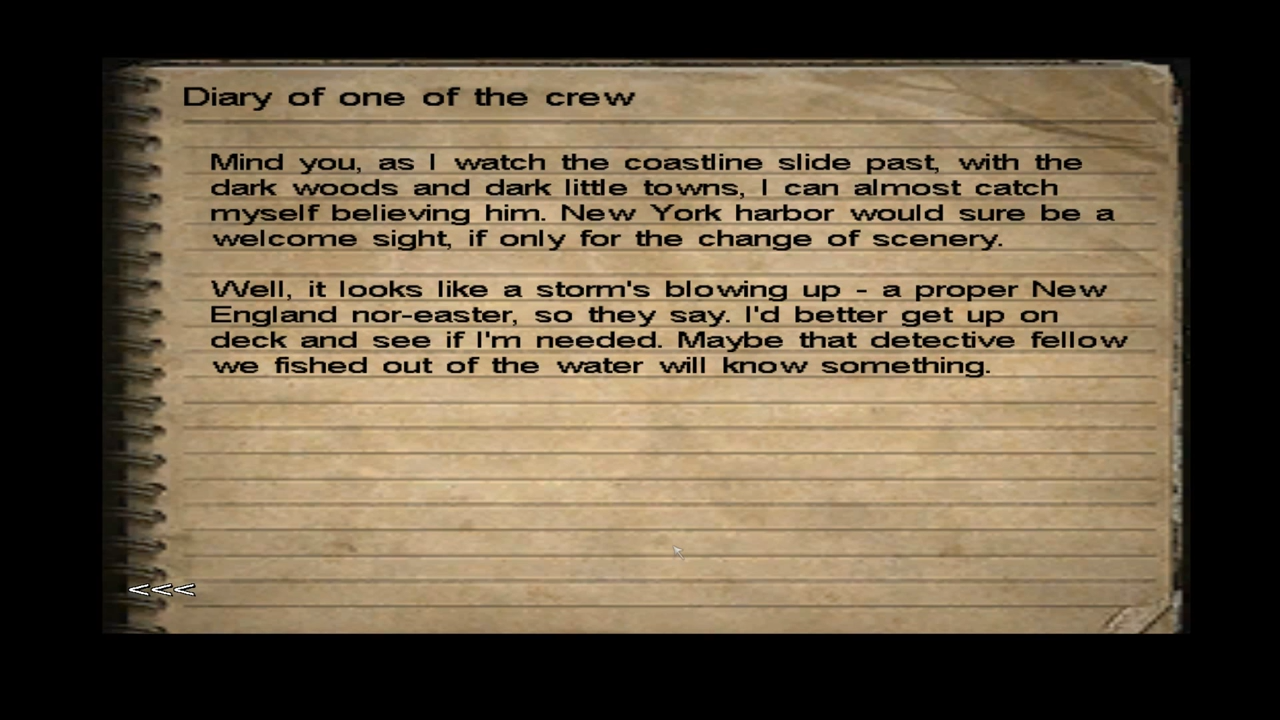 Diary of one of the crew
Mind you, as I watch the coastline slide past, with the
dark woods and dark little towns, I can almost catch
myself believing him. New York harbor would sure be a
welcome sight, if only for the change of scenery.
Well, it looks like a storm's blowing up - a proper New
England nor-easter, so they say. I'd better get up on
deck and see if I'm needed. Maybe that detective fellow
we fished out of the water will know something.
<<<